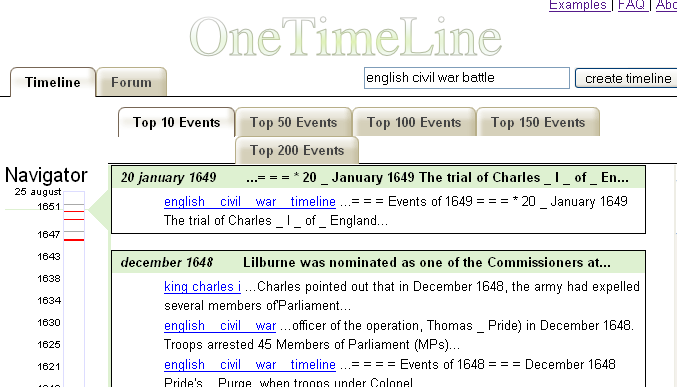 Examples | FAQ | Abo
OneTimeLine
Timeline Forum
english civil war battle create timeline
Top 10 Events Top 50 Events Top 100 Events Top 150 Events
Top 200 Events
Navigator
25 august
1651
1647
1643
1638
1634
1630
1625
1621
20 january 1649 ...= = = * 20 _ January 1649 The trial of Charles _ I _ of _ En...
english civil war timeline ...= = = Events of 1649 = = = * 20 _ January 1649
The trial of Charles _ I _ of _ England...
december 1648 Lilburne was nominated as one of the Commissioners at...
king charles i ...Charles pointed out that in December 1648, the army had expelled
several members of'Parliament...
english civil war ...officer of the operation, Thomas _ Pride) in December 1648.
Troops arrested 45 Members of Parliament (MPs)...
english civil war timeline ...= = = = Events of 1648 = = = December 1648
Pride's _ Purge, when troops under Colonel